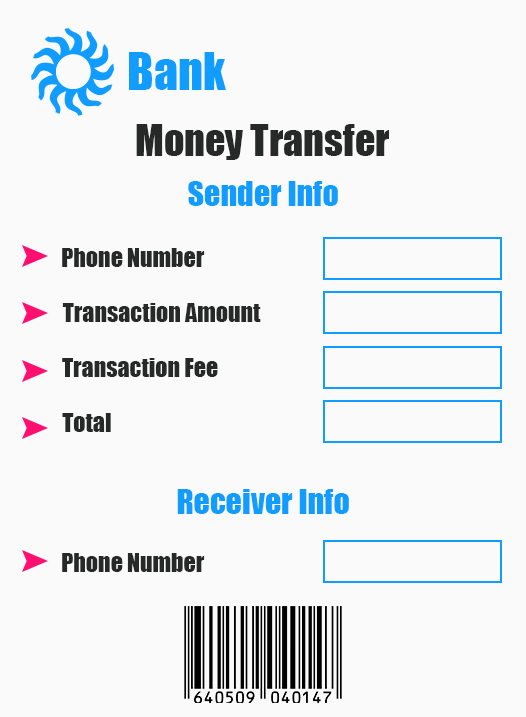 Bank
Money Transfer
Sender Info
Phone Number
Transaction Amount
Transaction Fee
Total
Receiver Info
Phone Number
640509 040147